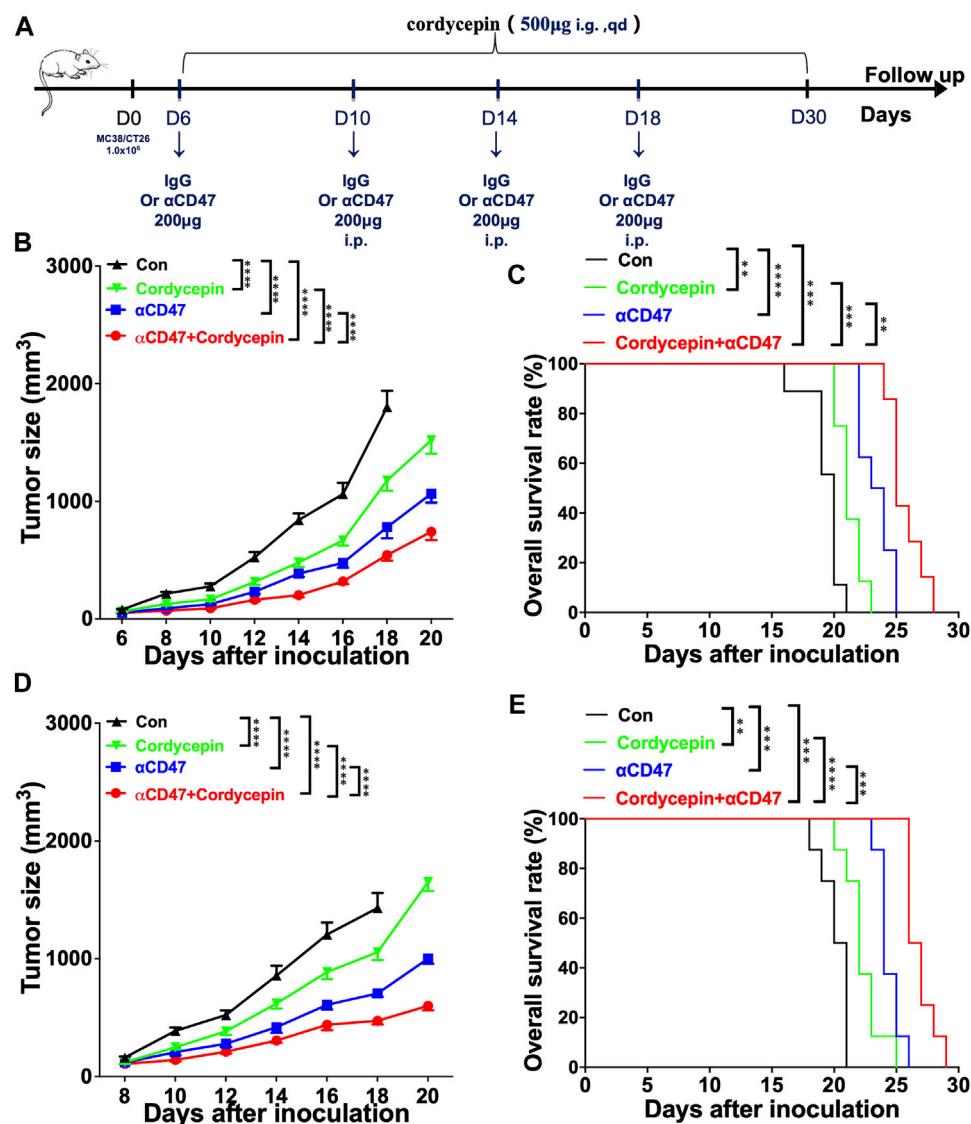 A
cordycepin ( 500μg i.g. ,qd )
Follow up
D0 D6 D10 D14 D18 D30 Days
MC38/CT26
1.0x10⁶
IgG IgG IgG IgG
Or αCD47 Or αCD47 Or αCD47 Or αCD47
200μg 200μg 200μg 200μg
i.p. i.p. i.p.
B
Con
Cordycepin
αCD47
αCD47+Cordycepin
**** **** **** **** ****
Tumor size (mm³)
3000
2000
1000
0
6 8 10 12 14 16 18 20
Days after inoculation
C
Con
Cordycepin
αCD47
Cordycepin+αCD47
** **** *** *** **
Overall survival rate (%)
100
80
60
40
20
0
0 5 10 15 20 25 30
Days after inoculation
D
Con
Cordycepin
αCD47
αCD47+Cordycepin
**** **** **** **** ****
Tumor size (mm³)
3000
2000
1000
0
8 10 12 14 16 18 20
Days after inoculation
E
Con
Cordycepin
αCD47
Cordycepin+αCD47
** *** *** **** ***
Overall survival rate (%)
100
80
60
40
20
0
0 5 10 15 20 25 30
Days after inoculation